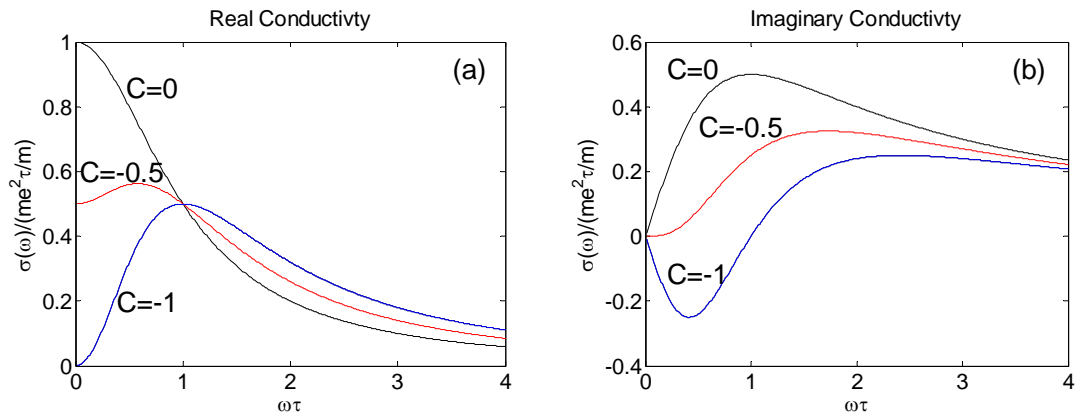 Real Conductivty
(a)
C=0
C=-0.5
C=-1
σ(ω)/(me²τ/m)
1
0.8
0.6
0.4
0.2
0
0 1 2 3 4
ωτ
Imaginary Conductivty
(b)
C=0
C=-0.5
C=-1
σ(ω)/(me²τ/m)
0.6
0.4
0.2
0
-0.2
-0.4
0 1 2 3 4
ωτ